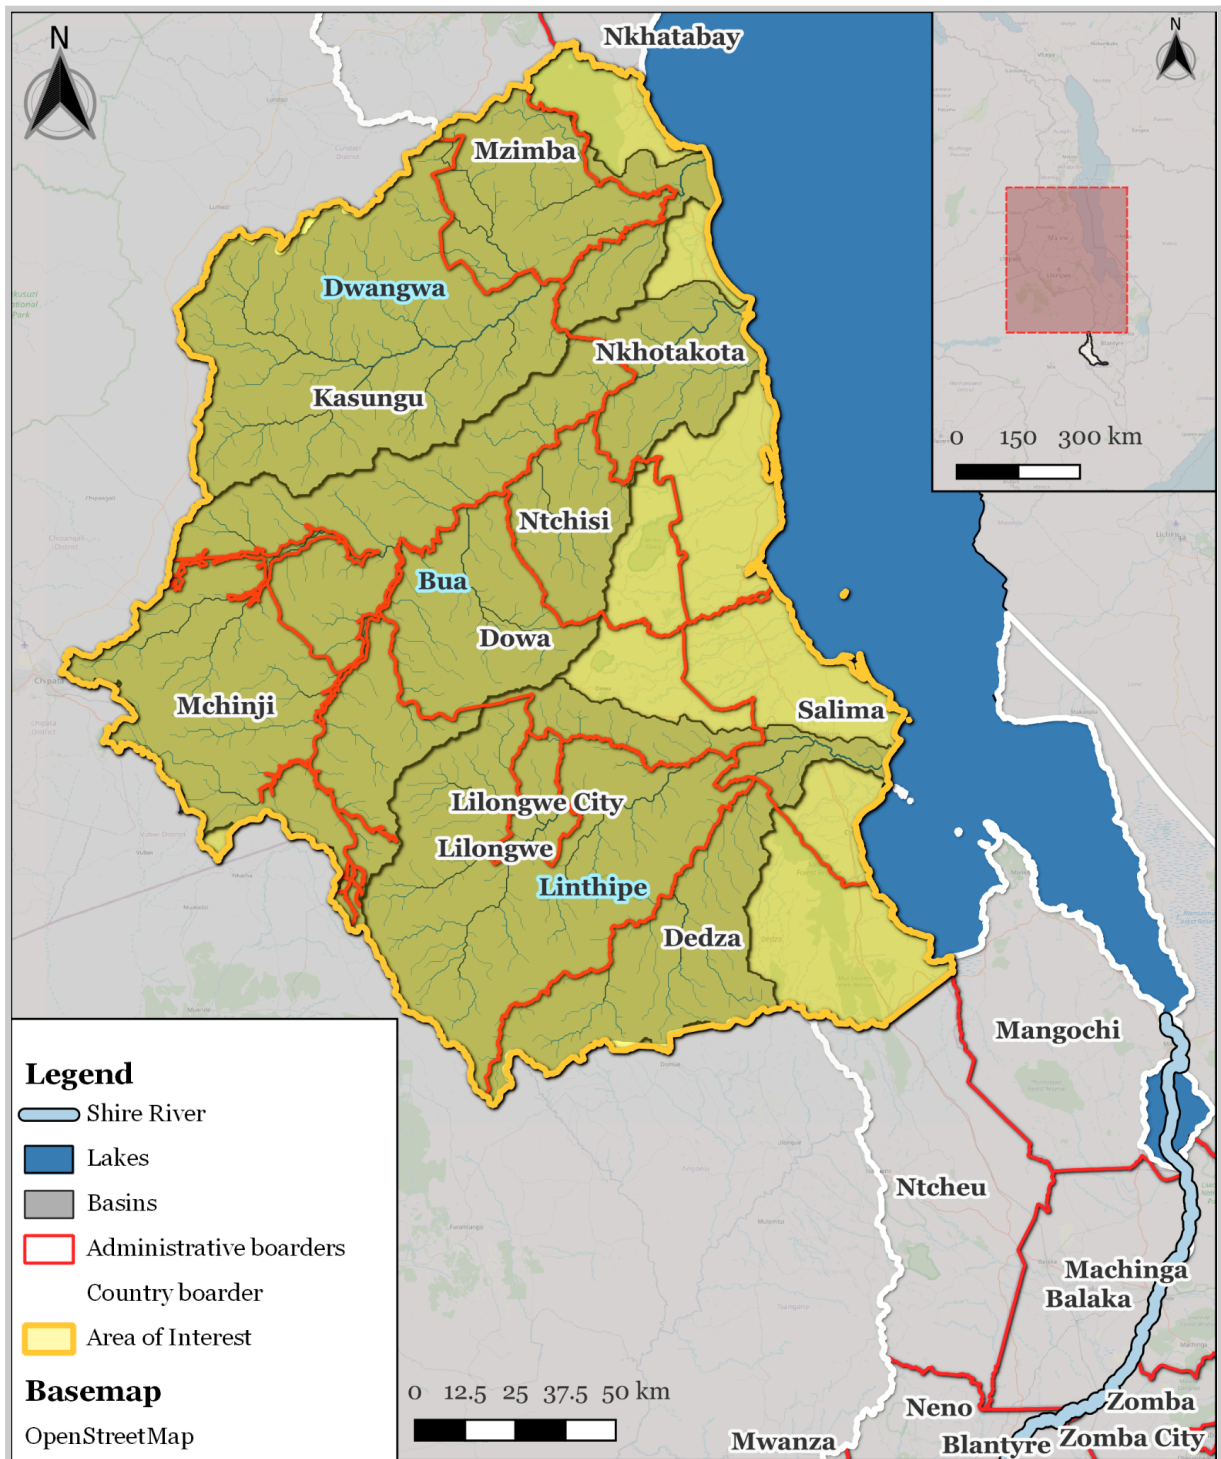 Nkhatabay
N
N
Mzimba
Dwangwa
Nkhotakota
Kasungu
0 150 300 km
Ntchisi
Bua
Dowa
Mchinji
Salima
Lilongwe City
Lilongwe
Linthipe
Dedza
Mangochi
Legend
Shire River
Lakes
Basins
Administrative boarders
Country boarder
Area of Interest
Basemap
OpenStreetMap
Ntcheu
Machinga
Balaka
0 12.5 25 37.5 50 km
Neno
Zomba
Mwanza
Blantyre
Zomba City